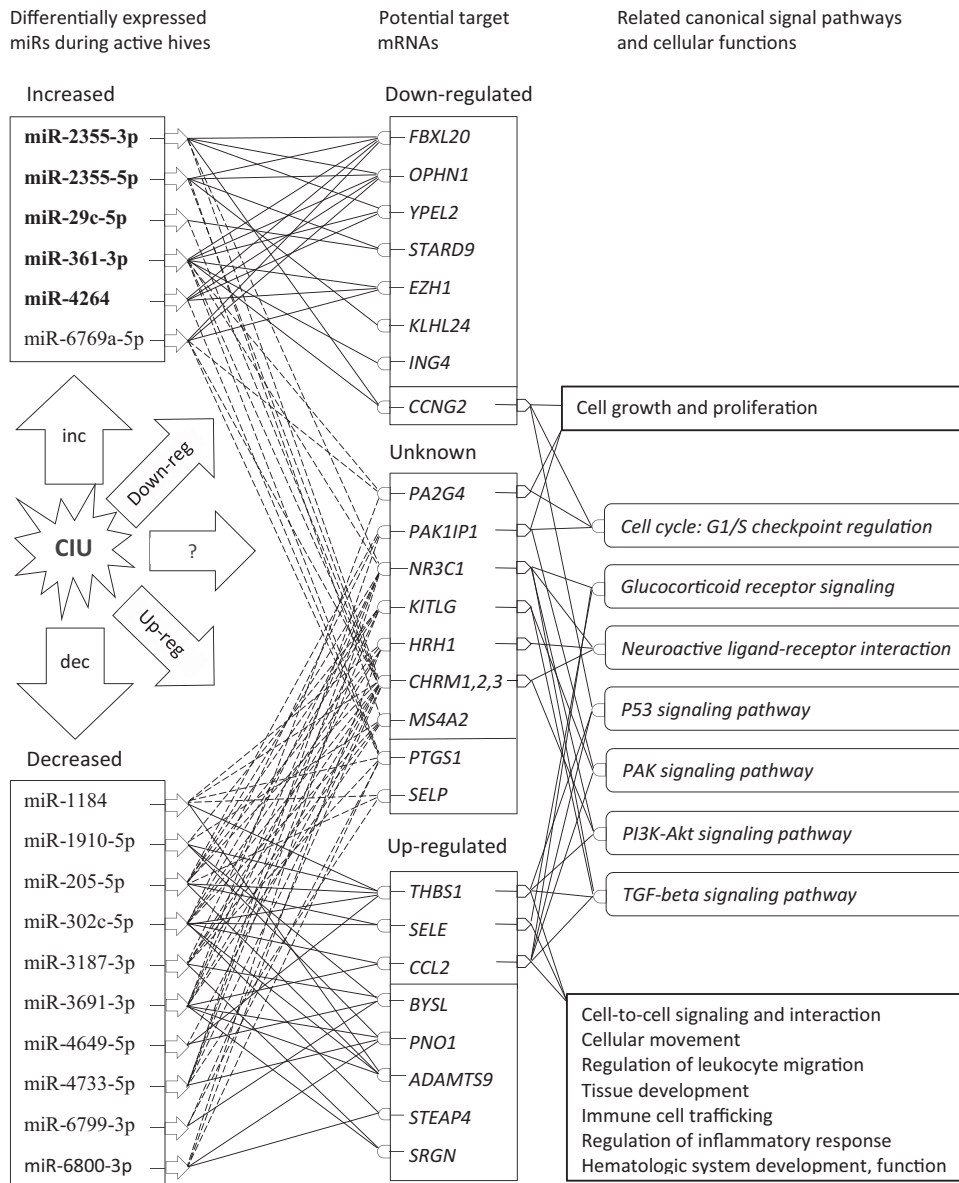 Differentially expressed
miRs during active hives
Potential target
mRNAs
Related canonical signal pathways
and cellular functions
Increased
miR-2355-3p
miR-2355-5p
miR-29c-5p
miR-361-3p
miR-4264
miR-6769a-5p
inc
Down-reg
CIU
?
Up-reg
dec
Decreased
miR-1184
miR-1910-5p
miR-205-5p
miR-302c-5p
miR-3187-3p
miR-3691-3p
miR-4649-5p
miR-4733-5p
miR-6799-3p
miR-6800-3p
Down-regulated
FBXL20
OPHN1
YPEL2
STARD9
EZH1
KLHL24
ING4
CCNG2
Unknown
PA2G4
PAK1IP1
NR3C1
KITLG
HRH1
CHRM1,2,3
MS4A2
PTGS1
SELP
Up-regulated
THBS1
SELE
CCL2
BYSL
PNO1
ADAMTS9
STEAP4
SRGN
Cell growth and proliferation
Cell cycle: G1/S checkpoint regulation
Glucocorticoid receptor signaling
Neuroactive ligand-receptor interaction
P53 signaling pathway
PAK signaling pathway
PI3K-Akt signaling pathway
TGF-beta signaling pathway
Cell-to-cell signaling and interaction
Cellular movement
Regulation of leukocyte migration
Tissue development
Immune cell trafficking
Regulation of inflammatory response
Hematologic system development, function